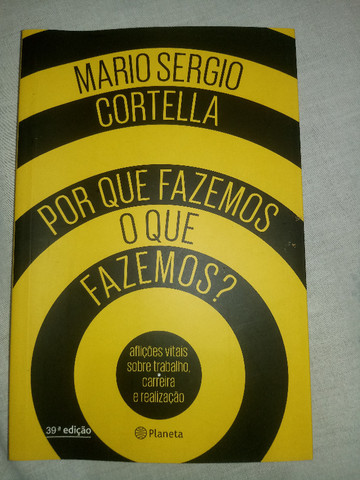 MARIO SERGIO
CORTELLA
POR QUE FAZEMOS
O QUE
FAZEMOS?
aflições vitais
sobre trabalho,
carreira
e realização
39ª edição
Planeta